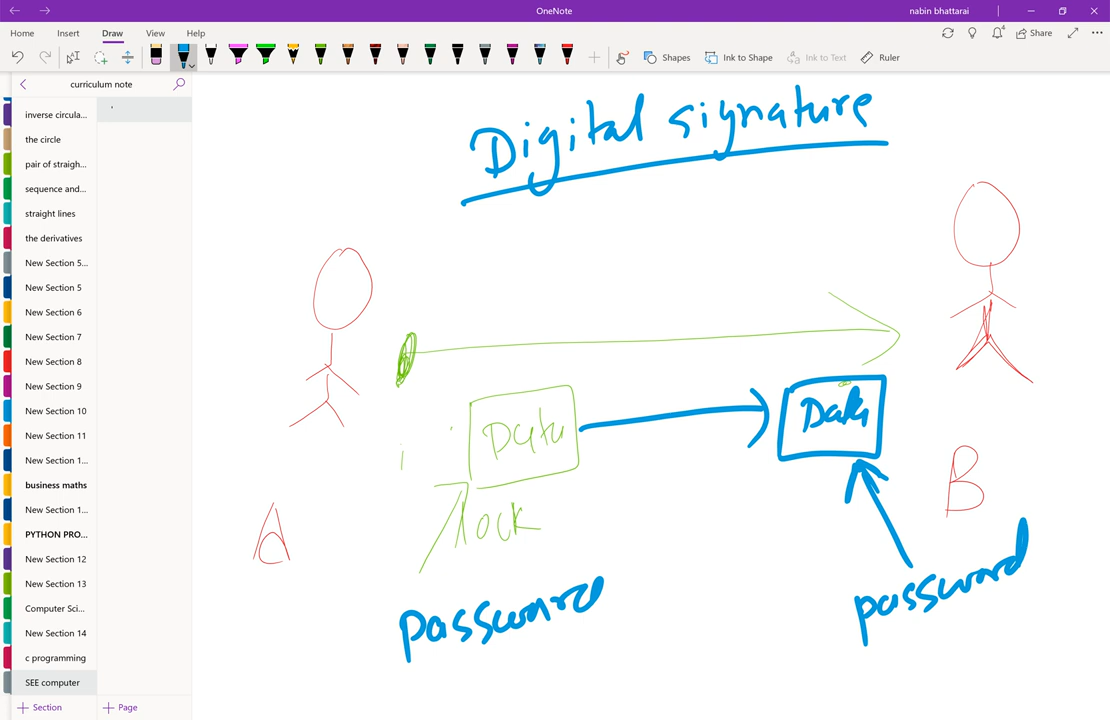 OneNote
nabin bhattarai
Home Insert Draw View Help
4 Share
Shapes Ink to Shape Ink to Text Ruler
curriculum note
inverse circula...
the circle
pair of straigh...
sequence and...
straight lines
the derivatives
New Section 5...
New Section 5
New Section 6
New Section 7
New Section 8
New Section 9
New Section 10
New Section 11
New Section 1...
business maths
New Section 1...
PYTHON PRO...
New Section 12
New Section 13
Computer Sci...
New Section 14
c programming
SEE computer
Section
Page
Digital signature
Data
Data
lock
A
B
password
password